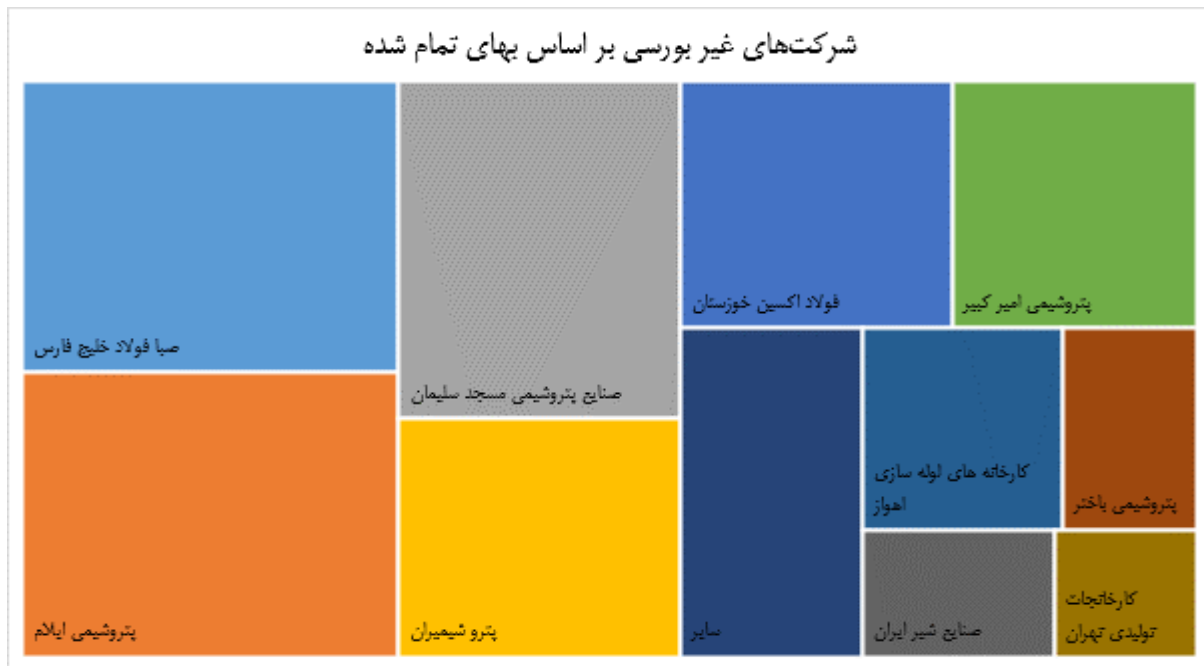 شرکت‌های غیر بورسی بر اساس بهای تمام شده
صبا فولاد خلیج فارس
پتروشیمی ایلام
صنایع پتروشیمی مسجد سلیمان
پترو شیمیران
فولاد اکسین خوزستان
پتروشیمی امیر کبیر
سایر
کارخانه های لوله سازی
اهواز
پتروشیمی باختر
صنایع شیر ایران
کارخانجات
تولیدی تهران